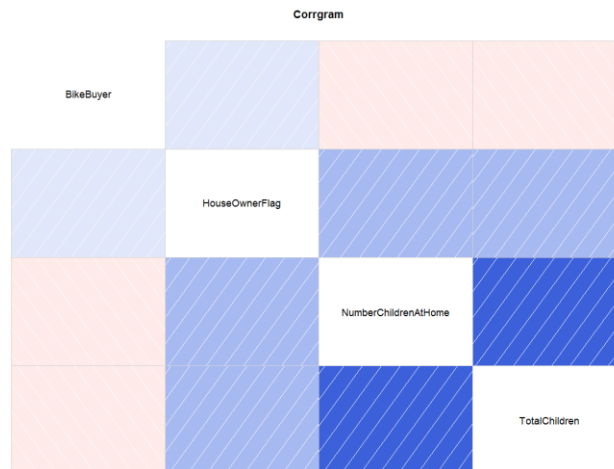 Corrgram
BikeBuyer
HouseOwnerFlag
NumberChildrenAtHome
TotalChildren